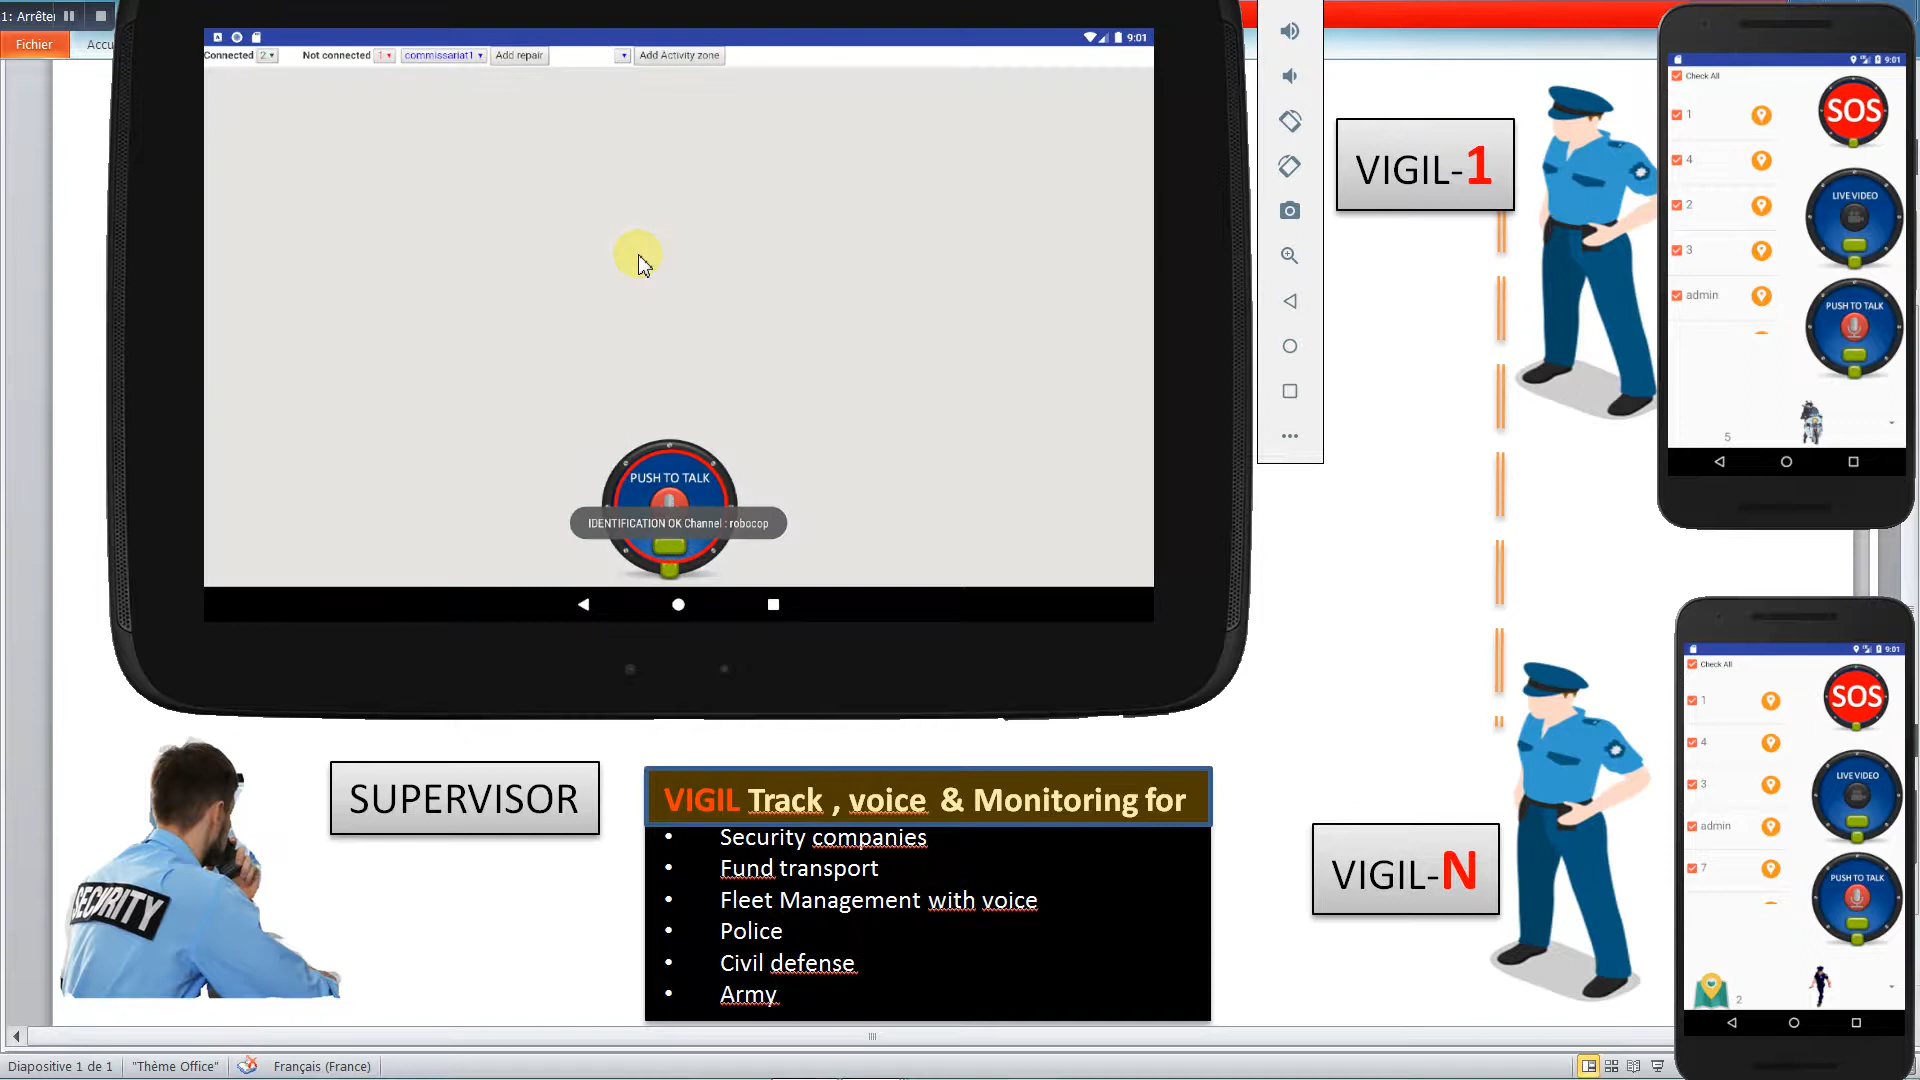 1: Arrêter
Fichier
Accu
9:01
Connected 2
Not connected 1
commissariat1
Add repair
Add Activity zone
PUSH TO TALK
IDENTIFICATION OK Channel : robocop
VIGIL-1
9:01
Check All
1
4
2
3
admin
5
SOS
LIVE VIDEO
PUSH TO TALK
SECURITY
SUPERVISOR
VIGIL Track , voice & Monitoring for
• Security companies
• Fund transport
• Fleet Management with voice
• Police
• Civil defense
• Army
VIGIL-N
9:01
Check All
1
4
3
admin
7
2
SOS
LIVE VIDEO
PUSH TO TALK
Diapositive 1 de 1
"Thème Office"
Français (France)